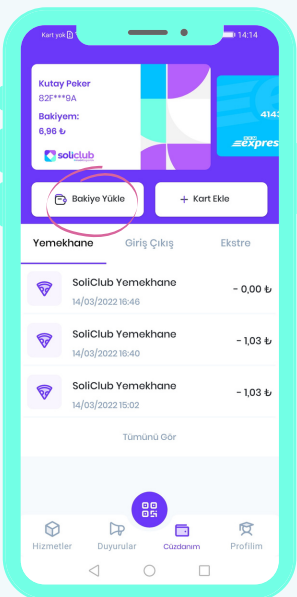 Kart yok
14:14
Kutay Peker
82F***9A
Bakiyem:
6,96 ₺
soliclub
4143
express
Bakiye Yükle
+ Kart Ekle
Yemekhane
Giriş Çıkış
Ekstre
SoliClub Yemekhane
14/03/2022 16:46
- 0,00 ₺
SoliClub Yemekhane
14/03/2022 16:40
- 1,03 ₺
SoliClub Yemekhane
14/03/2022 15:02
- 1,03 ₺
Tümünü Gör
Hizmetler
Duyurular
Cüzdanım
Profilim